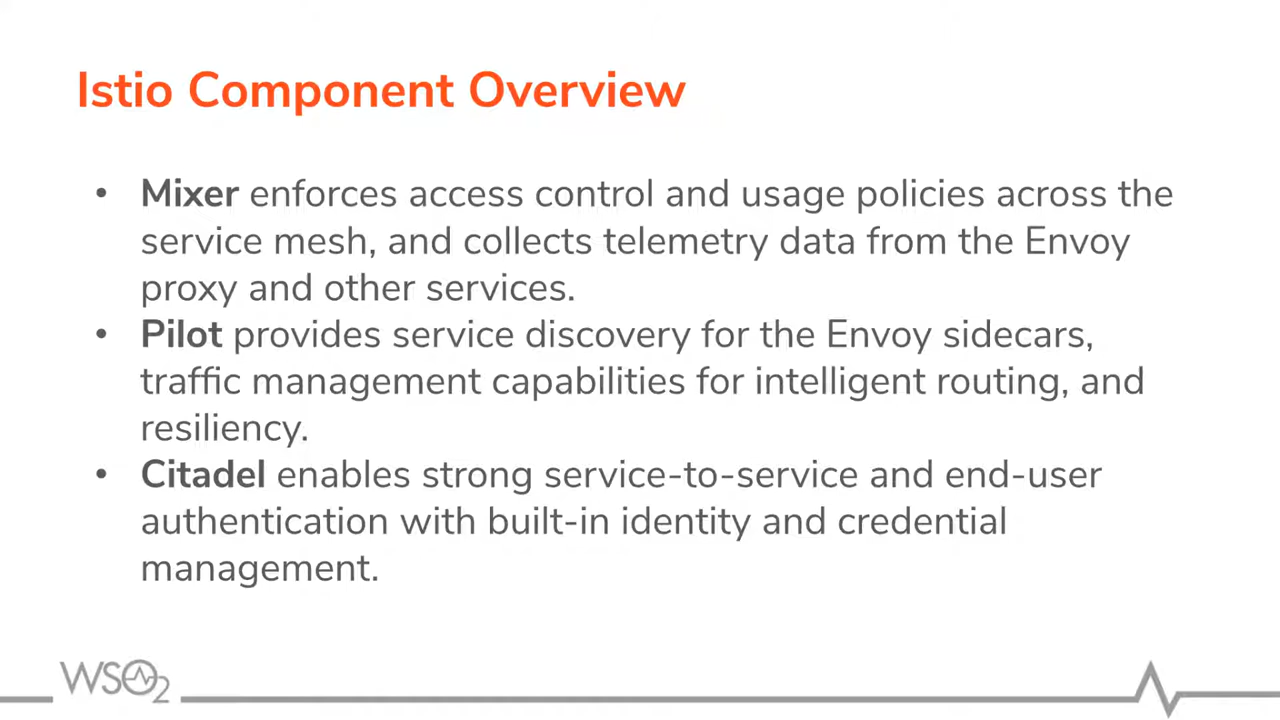 Istio Component Overview
• Mixer enforces access control and usage policies across the
service mesh, and collects telemetry data from the Envoy
proxy and other services.
• Pilot provides service discovery for the Envoy sidecars,
traffic management capabilities for intelligent routing, and
resiliency.
• Citadel enables strong service-to-service and end-user
authentication with built-in identity and credential
management.
WSO2